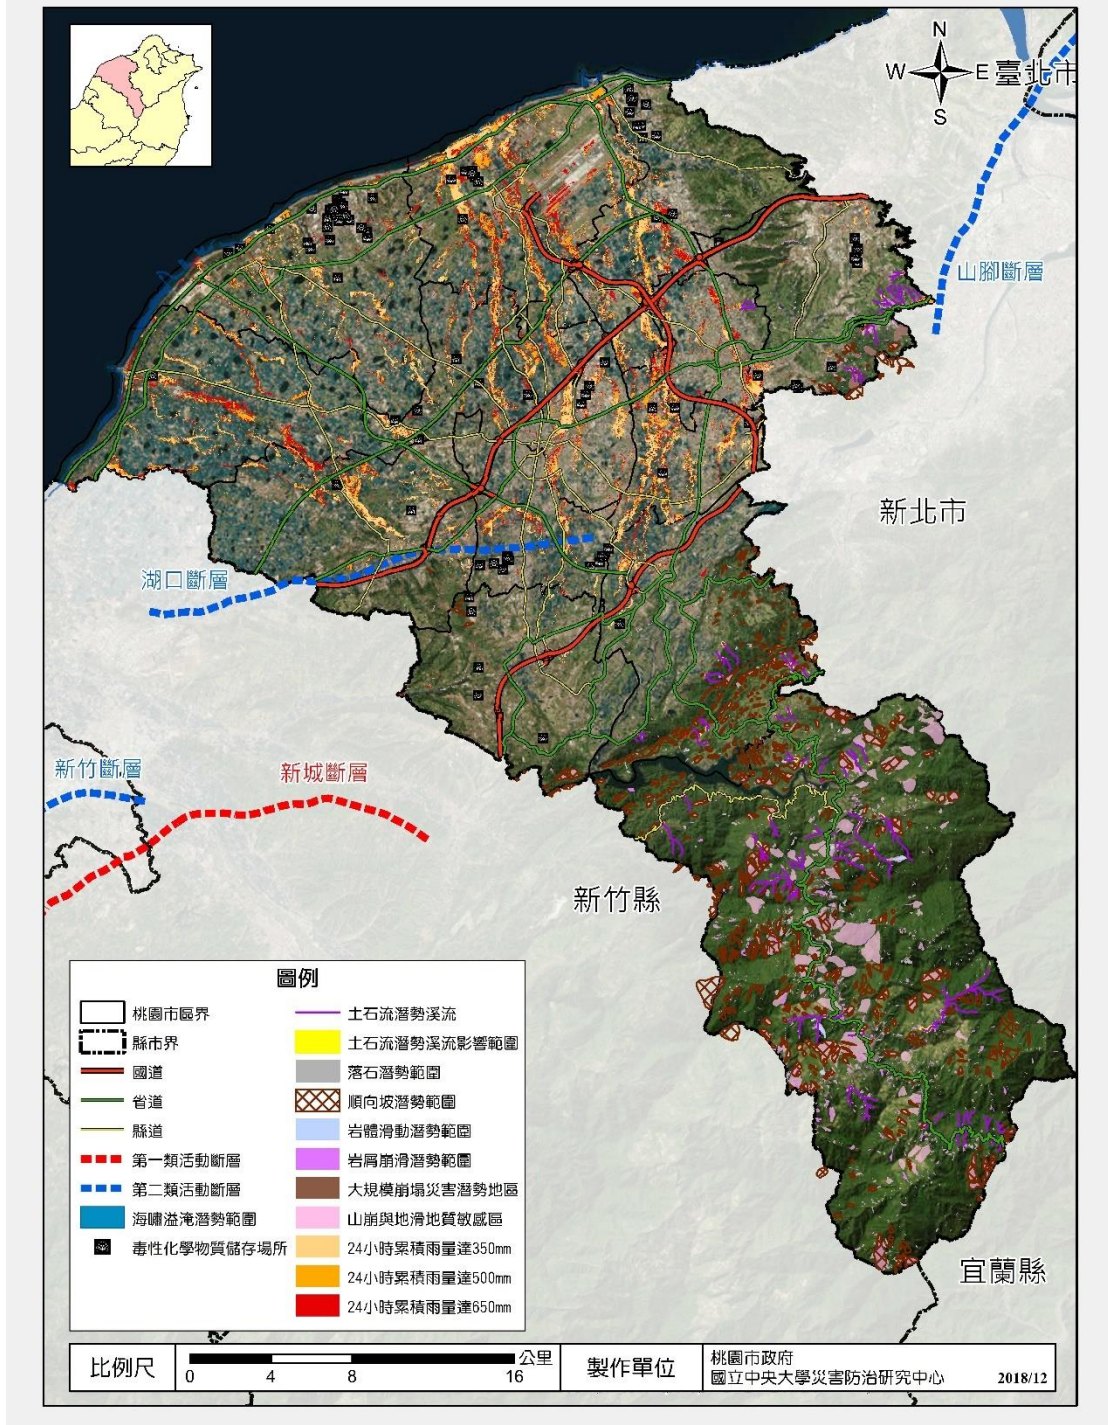 N
W E
S
臺北市
山腳斷層
新北市
湖口斷層
新竹斷層
新城斷層
新竹縣
宜蘭縣
圖例
桃園市區界
縣市界
國道
省道
縣道
第一類活動斷層
第二類活動斷層
海嘯溢淹潛勢範圍
毒性化學物質儲存場所
土石流潛勢溪流
土石流潛勢溪流影響範圍
落石潛勢範圍
順向坡潛勢範圍
岩體滑動潛勢範圍
岩屑崩滑潛勢範圍
大規模崩塌災害潛勢地區
山崩與地滑地質敏感區
24小時累積雨量達350mm
24小時累積雨量達500mm
24小時累積雨量達650mm
比例尺
公里
0 4 8 16
製作單位
桃園市政府
國立中央大學災害防治研究中心
2018/12